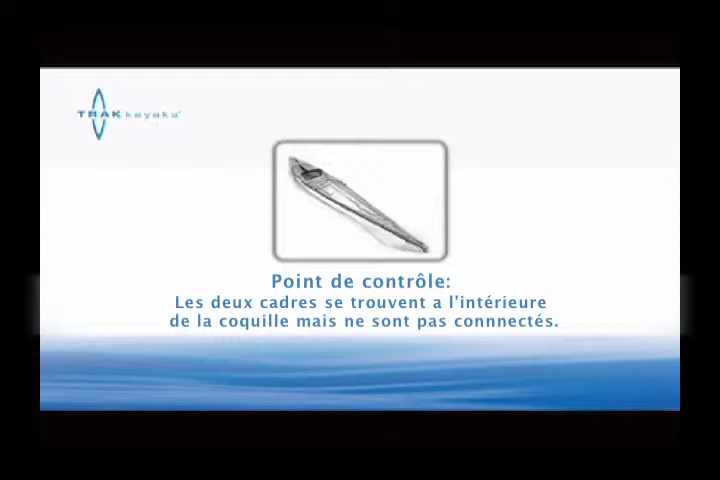 TRAK kayaks
Point de contrôle:
Les deux cadres se trouvent a l'intérieure
de la coquille mais ne sont pas connnectés.